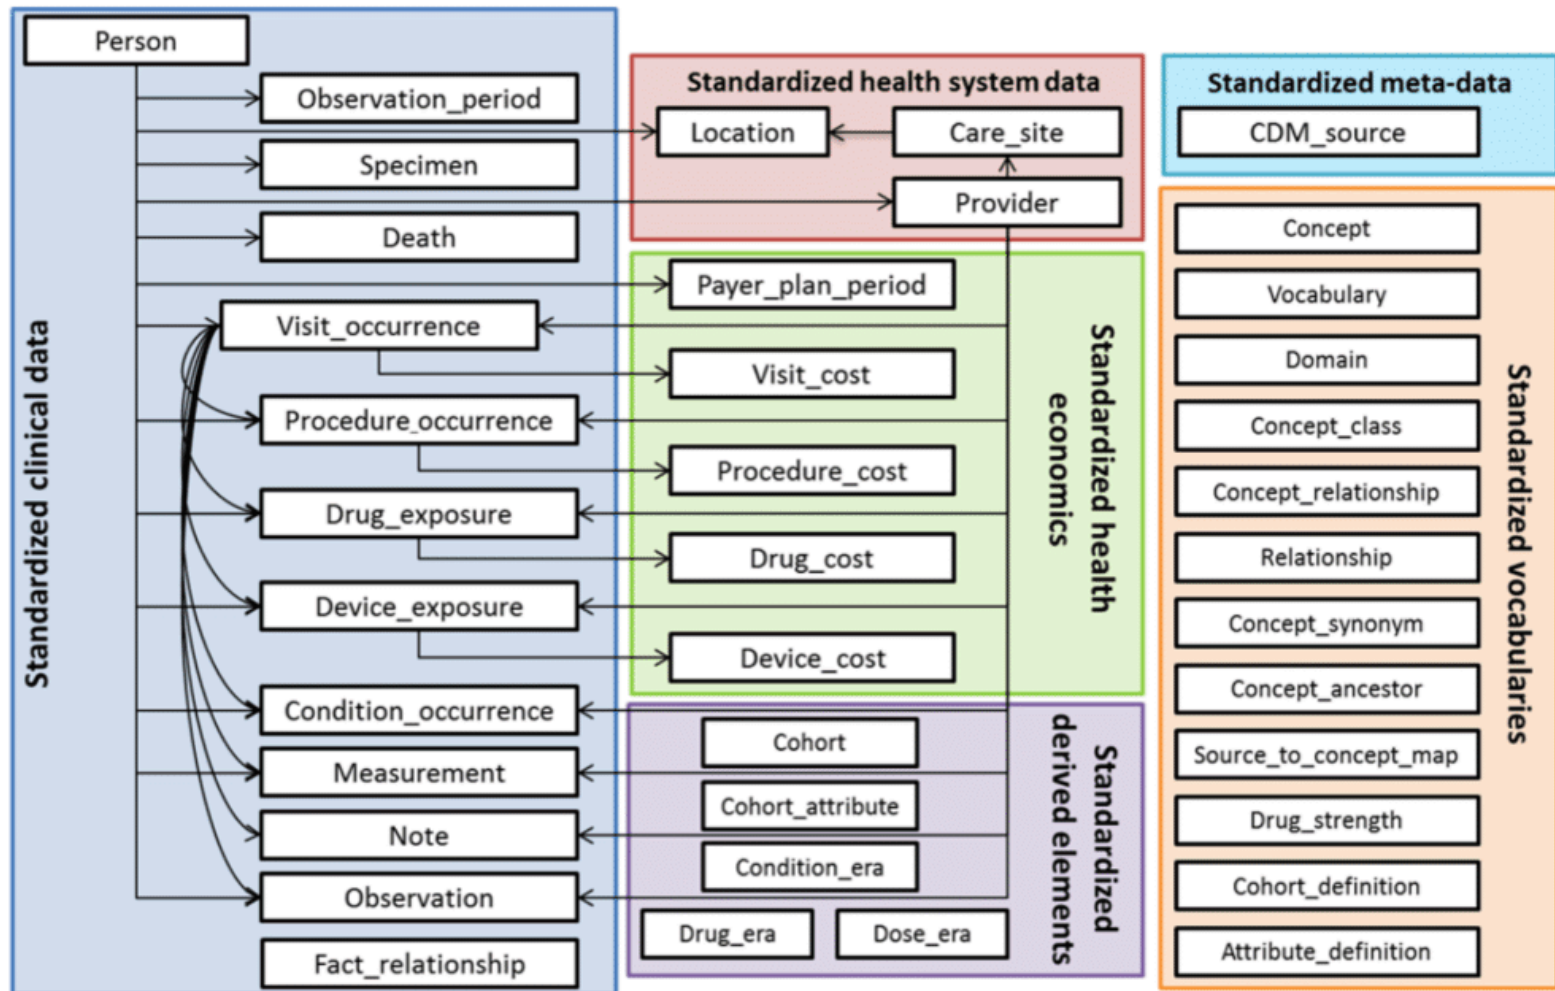 Person
Observation_period
Specimen
Death
Visit_occurrence
Procedure_occurrence
Drug_exposure
Device_exposure
Condition_occurrence
Measurement
Note
Observation
Fact_relationship
Standardized clinical data
Standardized health system data
Location
Care_site
Provider
Payer_plan_period
Visit_cost
Procedure_cost
Drug_cost
Device_cost
Standardized health
economics
Cohort
Cohort_attribute
Condition_era
Drug_era
Dose_era
Standardized
derived elements
Standardized meta-data
CDM_source
Concept
Vocabulary
Domain
Concept_class
Concept_relationship
Relationship
Concept_synonym
Concept_ancestor
Source_to_concept_map
Drug_strength
Cohort_definition
Attribute_definition
Standardized vocabularies